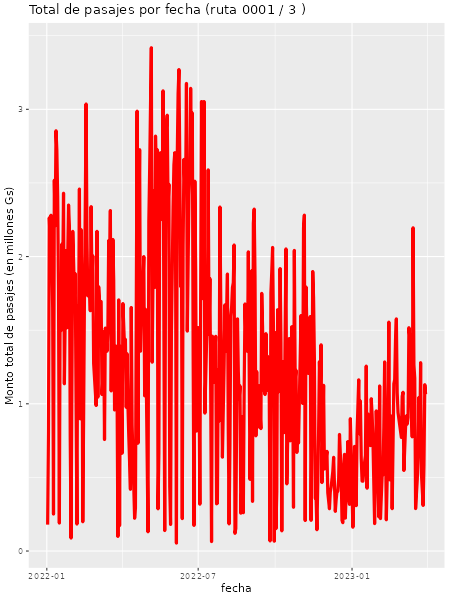 Total de pasajes por fecha (ruta 0001 / 3 )
Monto total de pasajes (en millones Gs)
3
2
1
0
2022-01
2022-07
2023-01
fecha